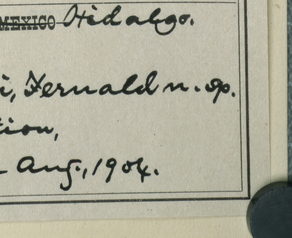 MEXICO Hidalgo.
i, Fernald n. sp.
tion,
Aug., 1904.